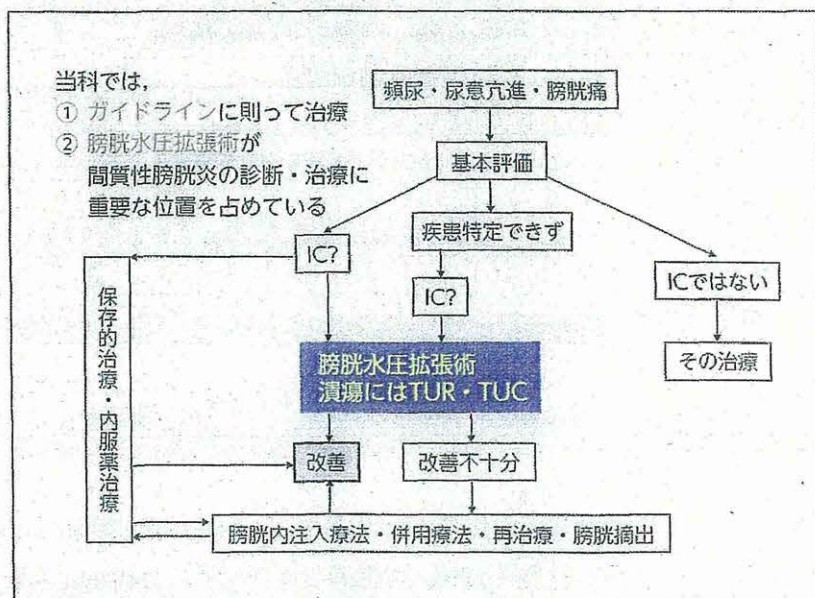 当科では,
① ガイドラインに則って治療
② 膀胱水圧拡張術が
間質性膀胱炎の診断・治療に
重要な位置を占めている
頻尿・尿意亢進・膀胱痛
基本評価
疾患特定できず
IC?
IC?
ICではない
その治療
保存的治療・内服薬治療
膀胱水圧拡張術
潰瘍にはTUR・TUC
改善
改善不十分
膀胱内注入療法・併用療法・再治療・膀胱摘出